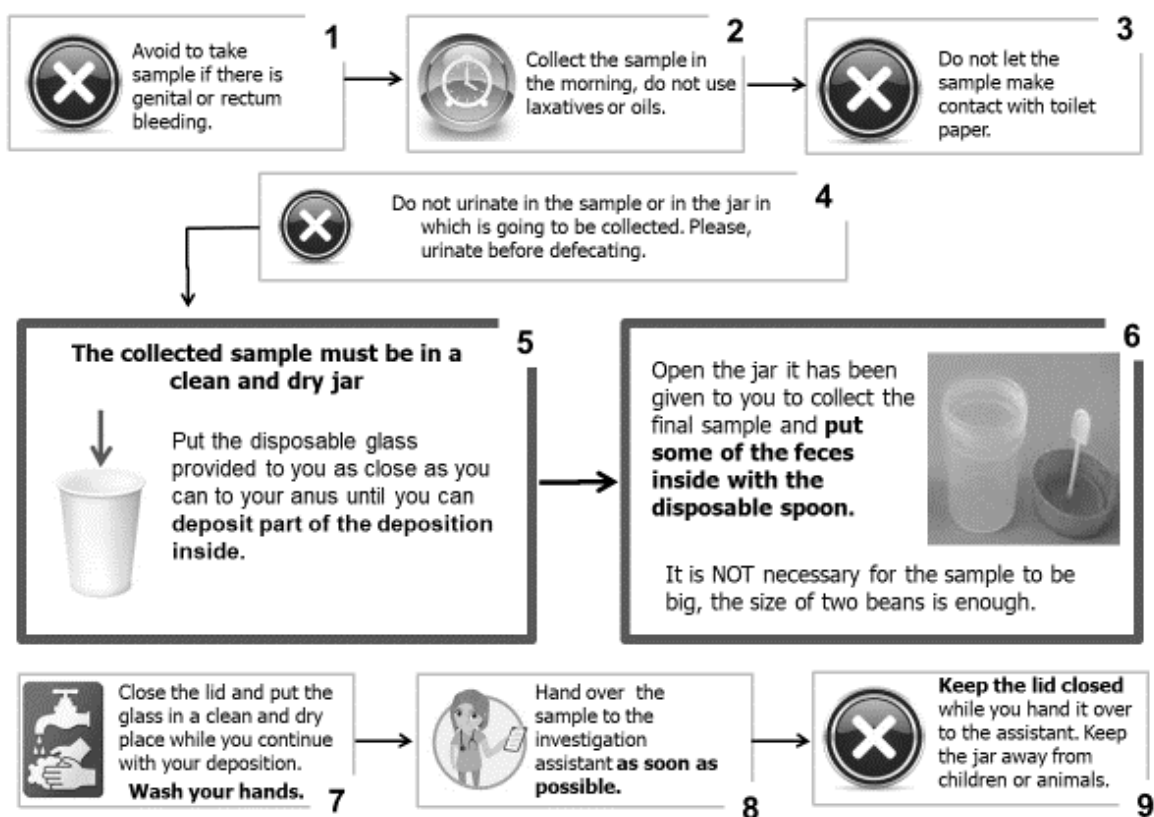 1
Avoid to take
sample if there is
genital or rectum
bleeding.
2
Collect the sample in
the morning, do not use
laxatives or oils.
3
Do not let the
sample make
contact with toilet
paper.
4
Do not urinate in the sample or in the jar in
which is going to be collected. Please,
urinate before defecating.
5
The collected sample must be in a
clean and dry jar
Put the disposable glass
provided to you as close as you
can to your anus until you can
deposit part of the deposition
inside.
6
Open the jar it has been
given to you to collect the
final sample and put
some of the feces
inside with the
disposable spoon.
It is NOT necessary for the sample to be
big, the size of two beans is enough.
Close the lid and put the
glass in a clean and dry
place while you continue
with your deposition.
Wash your hands.
7
Hand over the
sample to the
investigation
assistant as soon as
possible.
8
Keep the lid closed
while you hand it over
to the assistant. Keep
the jar away from
children or animals.
9